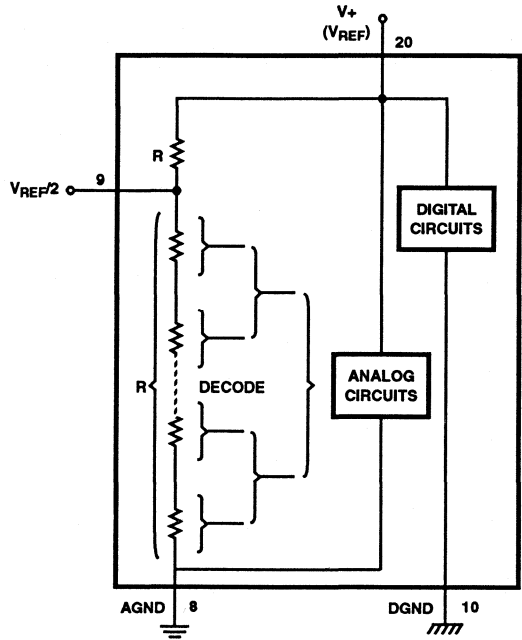 V+
(VREF)
20
R
9
VREF/2
DIGITAL
CIRCUITS
R
DECODE
ANALOG
CIRCUITS
AGND
8
DGND
10